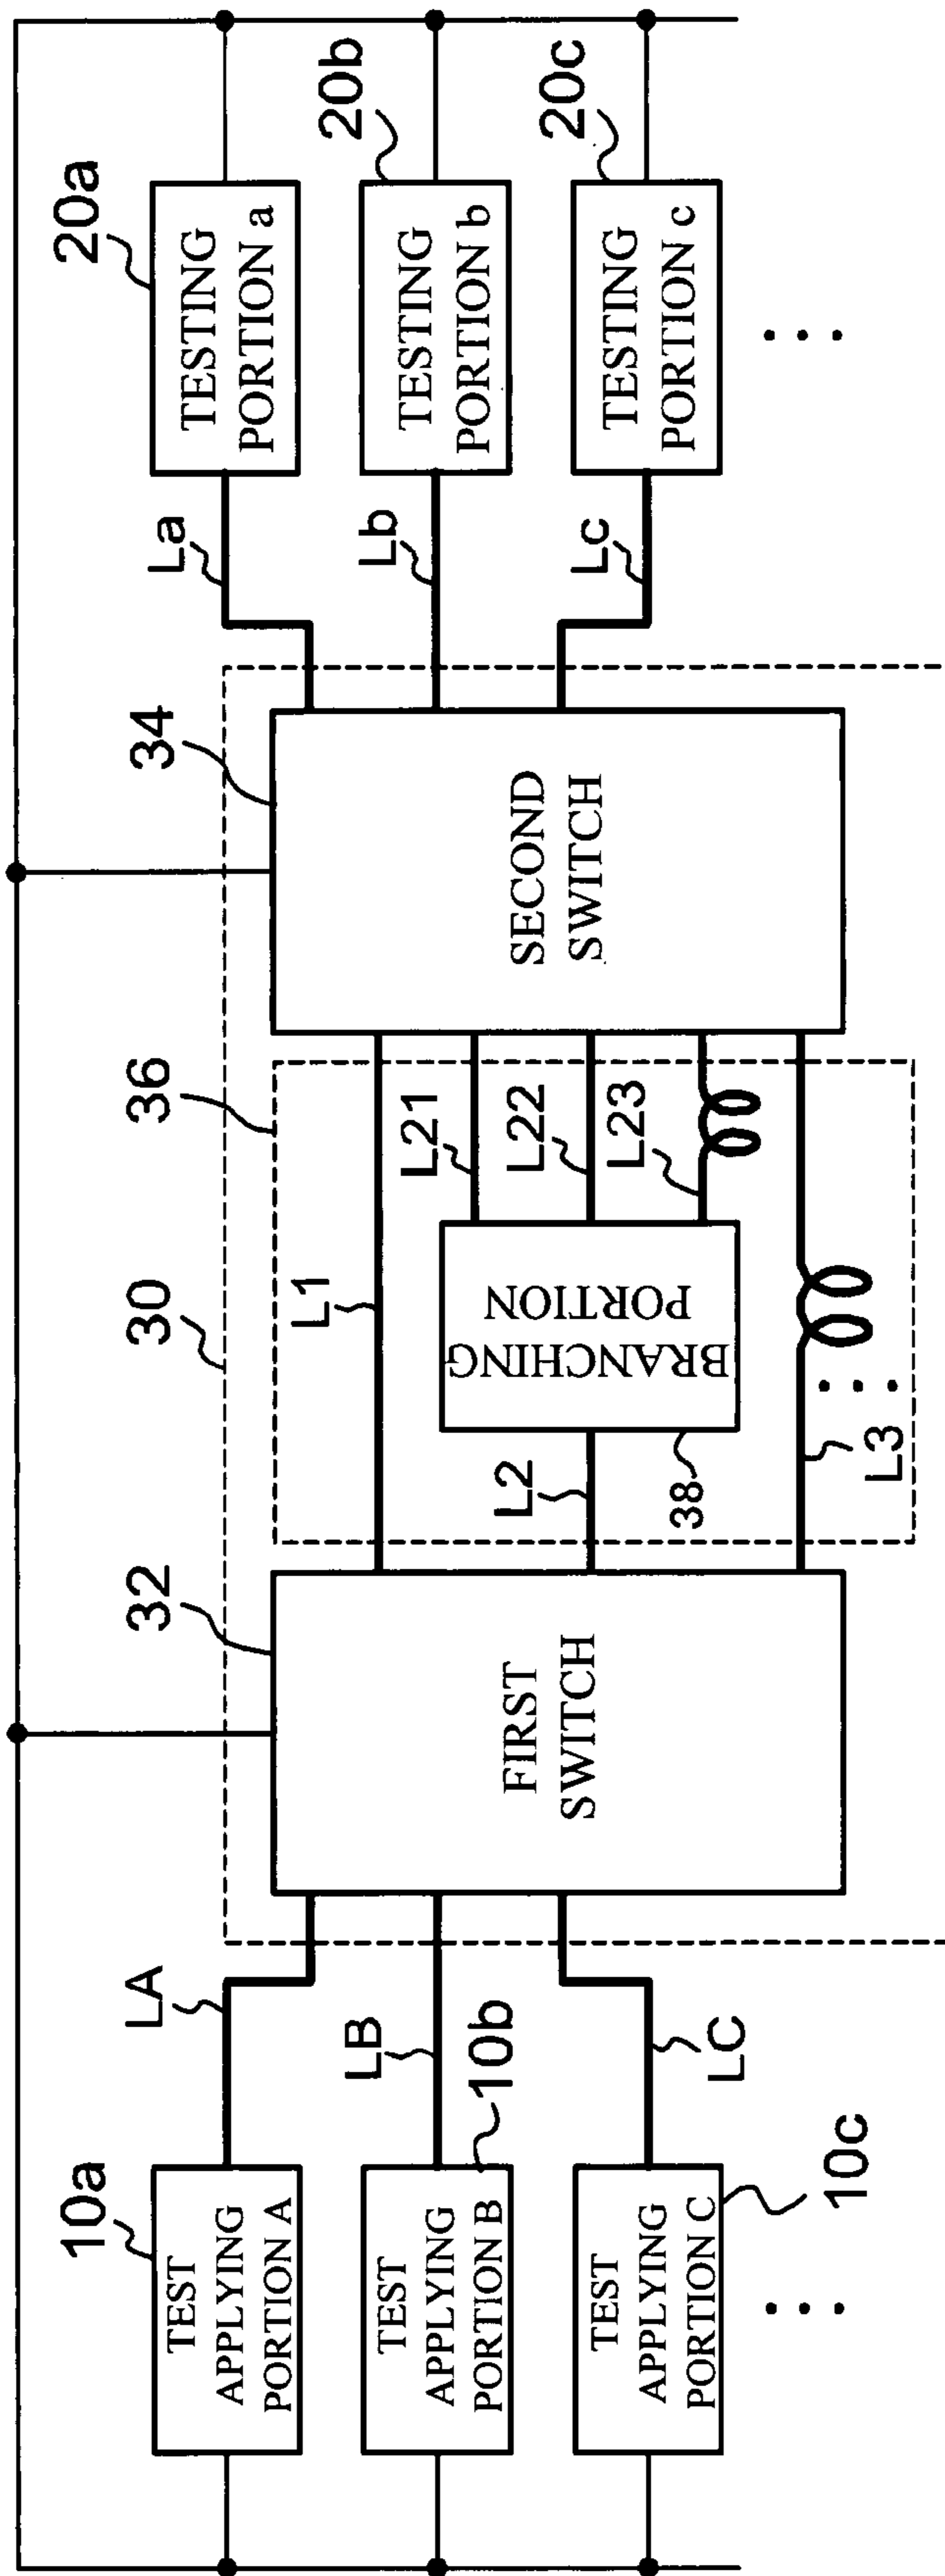 10a
TEST
APPLYING
PORTION A
LA
TEST
APPLYING
PORTION B
LB
10b
TEST
APPLYING
PORTION C
LC
10c
30
32
FIRST
SWITCH
36
L1
L2
BRANCHING
PORTION
38
L21
L22
L23
L3
34
SECOND
SWITCH
La
Lb
Lc
20a
TESTING
PORTION a
20b
TESTING
PORTION b
20c
TESTING
PORTION c